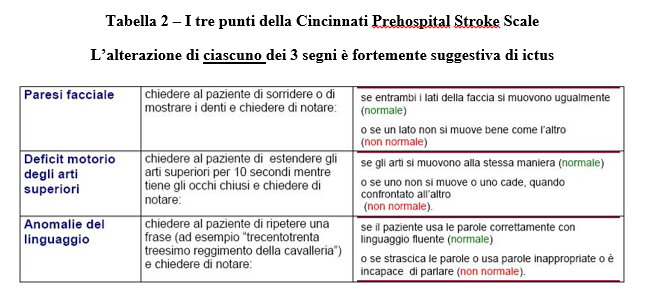 Tabella 2 – I tre punti della Cincinnati Prehospital Stroke Scale
L'alterazione di ciascuno dei 3 segni è fortemente suggestiva di ictus
Paresi facciale
chiedere al paziente di sorridere o di
mostrare i denti e chiedere di notare:
se entrambi i lati della faccia si muovono ugualmente
(normale)
o se un lato non si muove bene come l'altro
(non normale)
Deficit motorio
degli arti
superiori
chiedere al paziente di estendere gli
arti superiori per 10 secondi mentre
tiene gli occhi chiusi e chiedere di
notare:
se gli arti si muovono alla stessa maniera (normale)
o se uno non si muove o uno cade, quando
confrontato all'altro
(non normale).
Anomalie del
linguaggio
chiedere al paziente di ripetere una
frase (ad esempio "trecentotrenta
treesimo reggimento della cavalleria")
e chiedere di notare:
se il paziente usa le parole correttamente con
linguaggio fluente (normale)
o se strascica le parole o usa parole inappropriate o è
incapace di parlare (non normale).